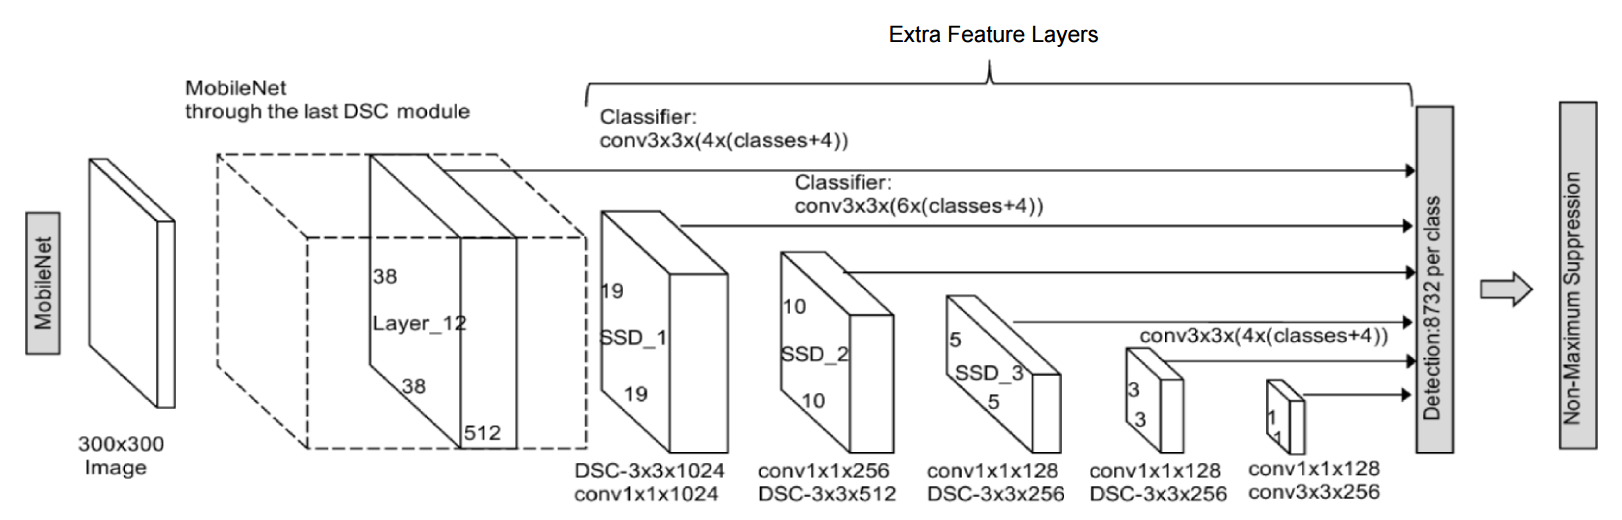 Extra Feature Layers
MobileNet
through the last DSC module
Classifier:
conv3x3x(4x(classes+4))
Classifier:
conv3x3x(6x(classes+4))
MobileNet
38
Layer_12
38
512
19
SSD_1
19
10
SSD_2
10
5
SSD_3
5
conv3x3x(4x(classes+4))
3
3
1
1
Detection:8732 per class
Non-Maximum Suppression
300x300
Image
DSC-3x3x1024
conv1x1x1024
conv1x1x256
DSC-3x3x512
conv1x1x128
DSC-3x3x256
conv1x1x128
DSC-3x3x256
conv1x1x128
conv3x3x256